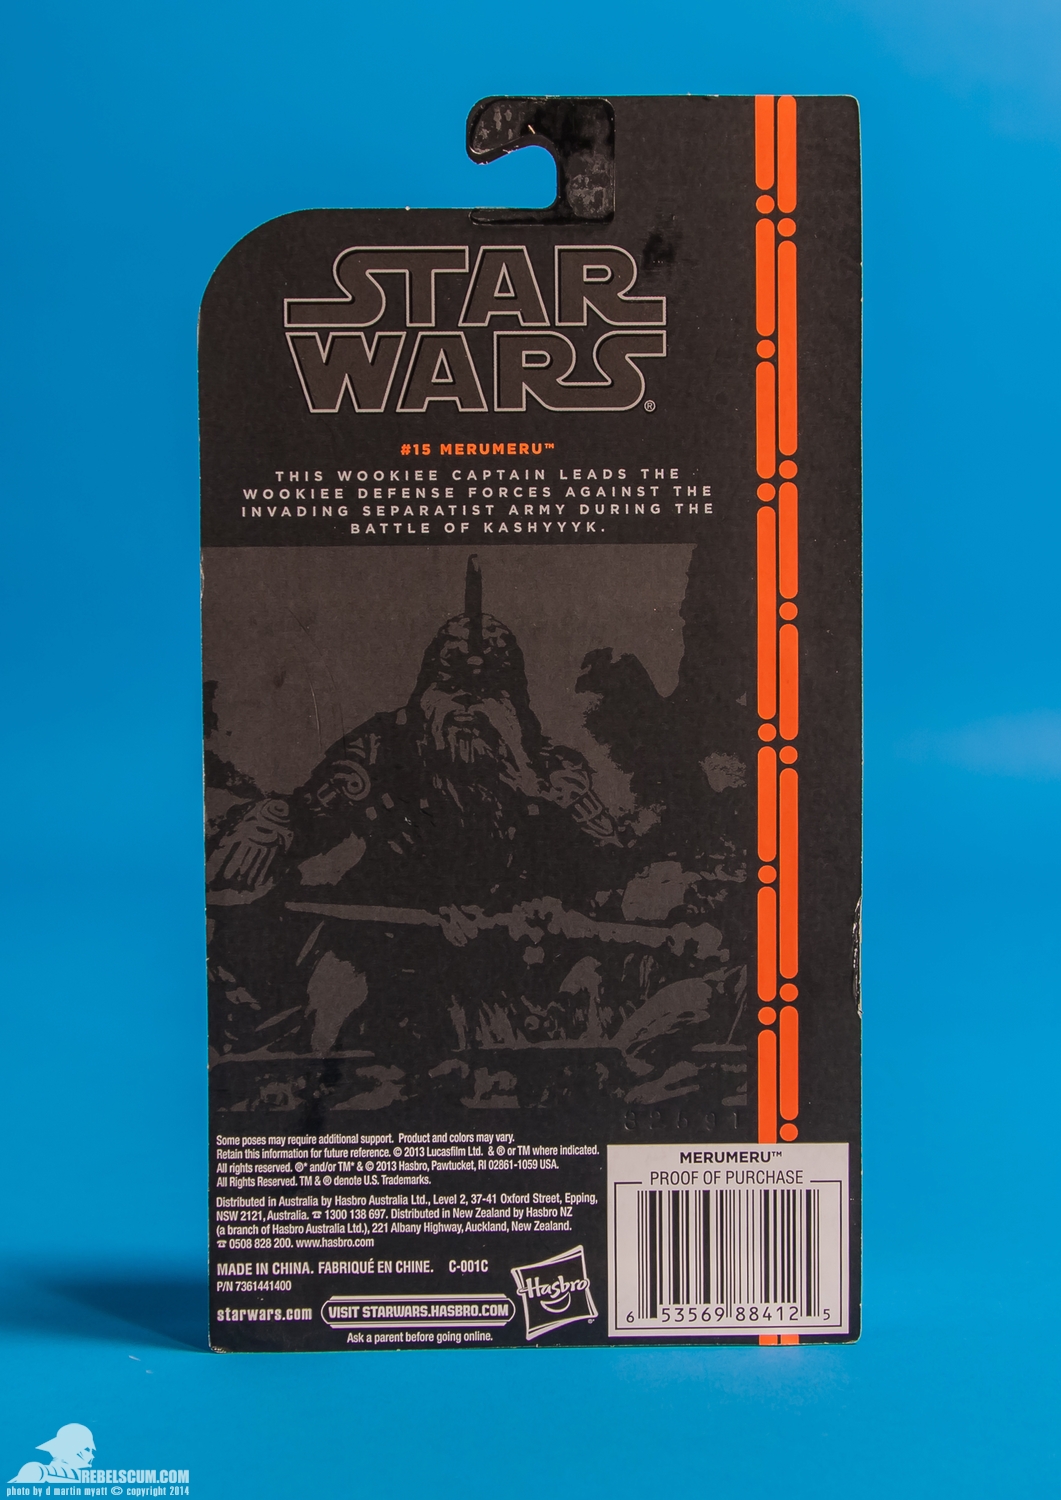 STAR
WARS®
#15 MERUMERU™
THIS WOOKIEE CAPTAIN LEADS THE
WOOKIEE DEFENSE FORCES AGAINST THE
INVADING SEPARATIST ARMY DURING THE
BATTLE OF KASHYYYK.
Some poses may require additional support. Product and colors may vary.
Retain this information for future reference. © 2013 Lucasfilm Ltd. & ® or TM where indicated.
All rights reserved. ®* and/or TM* & © 2013 Hasbro, Pawtucket, RI 02861-1059 USA.
All Rights Reserved. TM & ® denote U.S. Trademarks.
Distributed in Australia by Hasbro Australia Ltd., Level 2, 37-41 Oxford Street, Epping,
NSW 2121, Australia. ☎ 1300 138 697. Distributed in New Zealand by Hasbro NZ
(a branch of Hasbro Australia Ltd.), 221 Albany Highway, Auckland, New Zealand.
☎ 0508 828 200. www.hasbro.com
MADE IN CHINA. FABRIQUÉ EN CHINE. C-001C
P/N 7361441400
starwars.com VISIT STARWARS.HASBRO.COM
Ask a parent before going online.
Hasbro
MERUMERU™
PROOF OF PURCHASE
6 53569 88412 5
REBELSCUM.COM
photo by d martin myatt © copyright 2014